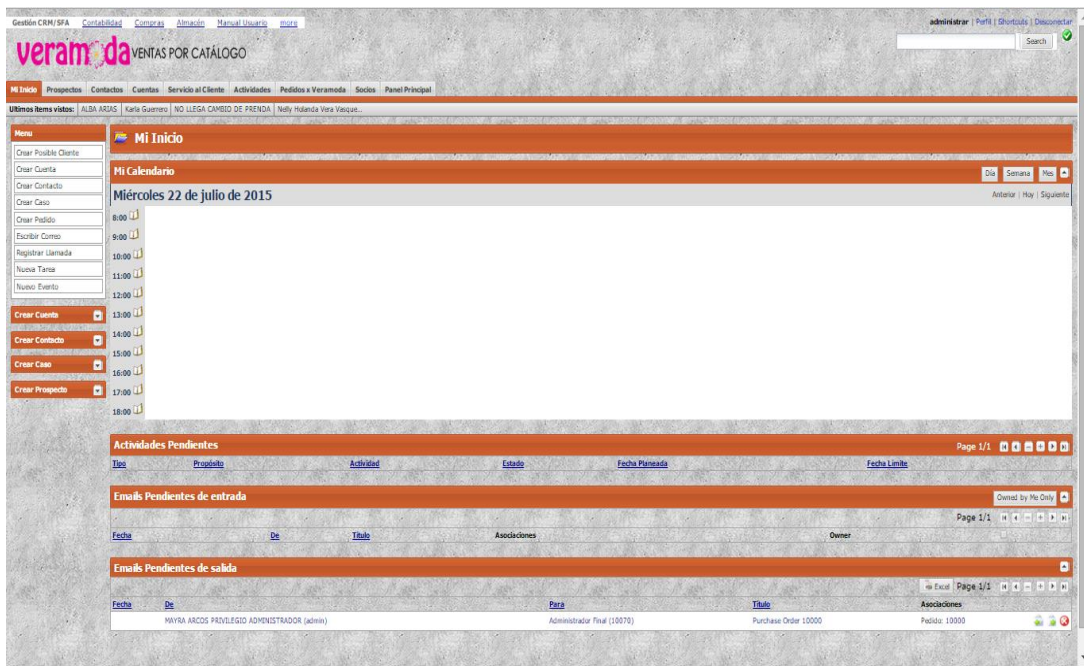 Gestión CRM/SFA Contabilidad Compras Almacén Manual Usuario more administrar | Perfil | Shortcuts | Desconectar
veramoda VENTAS POR CATÁLOGO Search
Mi Inicio Prospectos Contactos Cuentas Servicio al Cliente Actividades Pedidos x Veramoda Socios Panel Principal
Ultimos Items vistos: ALBA ARIAS Karla Guerrero NO LLEGA CAMBIO DE PRENDA Nelly Holanda Vera Vasque...
Menu
Crear Posible Cliente
Crear Cuenta
Crear Contacto
Crear Caso
Crear Pedido
Escribir Correo
Registrar Llamada
Nueva Tarea
Nuevo Evento
Crear Cuenta
Crear Contacto
Crear Caso
Crear Prospecto
Mi Inicio
Mi Calendario Día Semana Mes
Miércoles 22 de julio de 2015 Anterior | Hoy | Siguiente
8:00
9:00
10:00
11:00
12:00
13:00
14:00
15:00
16:00
17:00
18:00
Actividades Pendientes Page 1/1
Tipo Propósito Actividad Estado Fecha Planeada Fecha Limite
Emails Pendientes de entrada Owned by Me Only
Page 1/1
Fecha De Título Asociaciones Owner
Emails Pendientes de salida
Excel Page 1/1
Fecha De Para Título Asociaciones
MAYRA ARCOS PRIVILEGIO ADMINISTRADOR (admin) Administrador Final (10070) Purchase Order 10000 Pedido: 10000